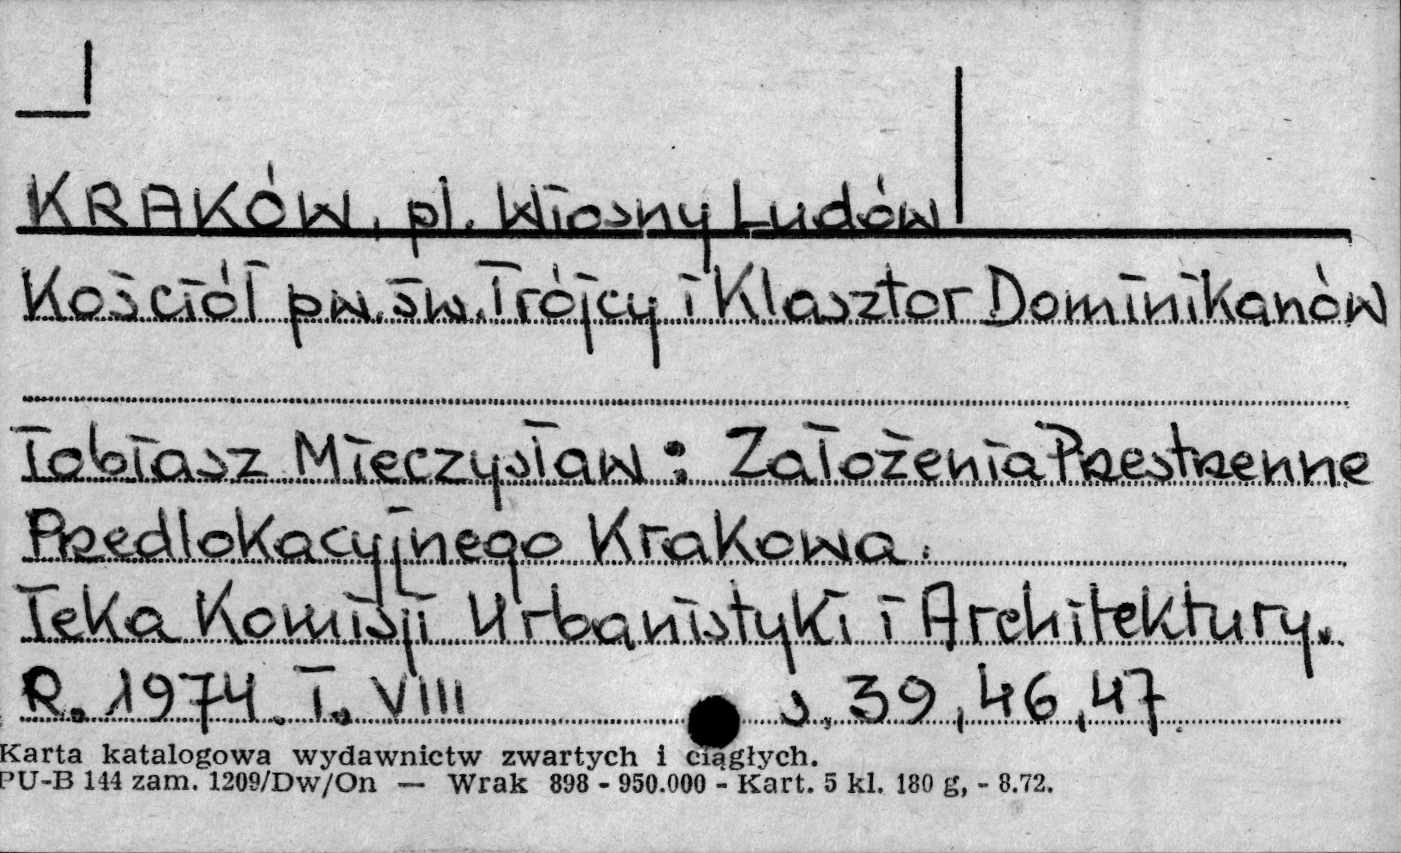 KRAKÓW, pl. Wiosny Ludów
Kościół pw. św. Trójcy i Klasztor Dominikanów
Tobiasz Mieczysław: Założenia Przestrzenne
Przedlokacyjnego Krakowa.
Teka Komisji Urbanistyki i Architektury.
R. 1974. T. VIII s. 39, 46, 47
Karta katalogowa wydawnictw zwartych i ciągłych.
PU-B 144 zam. 1209/Dw/On — Wrak 898 - 950.000 - Kart. 5 kl. 180 g, - 8.72.